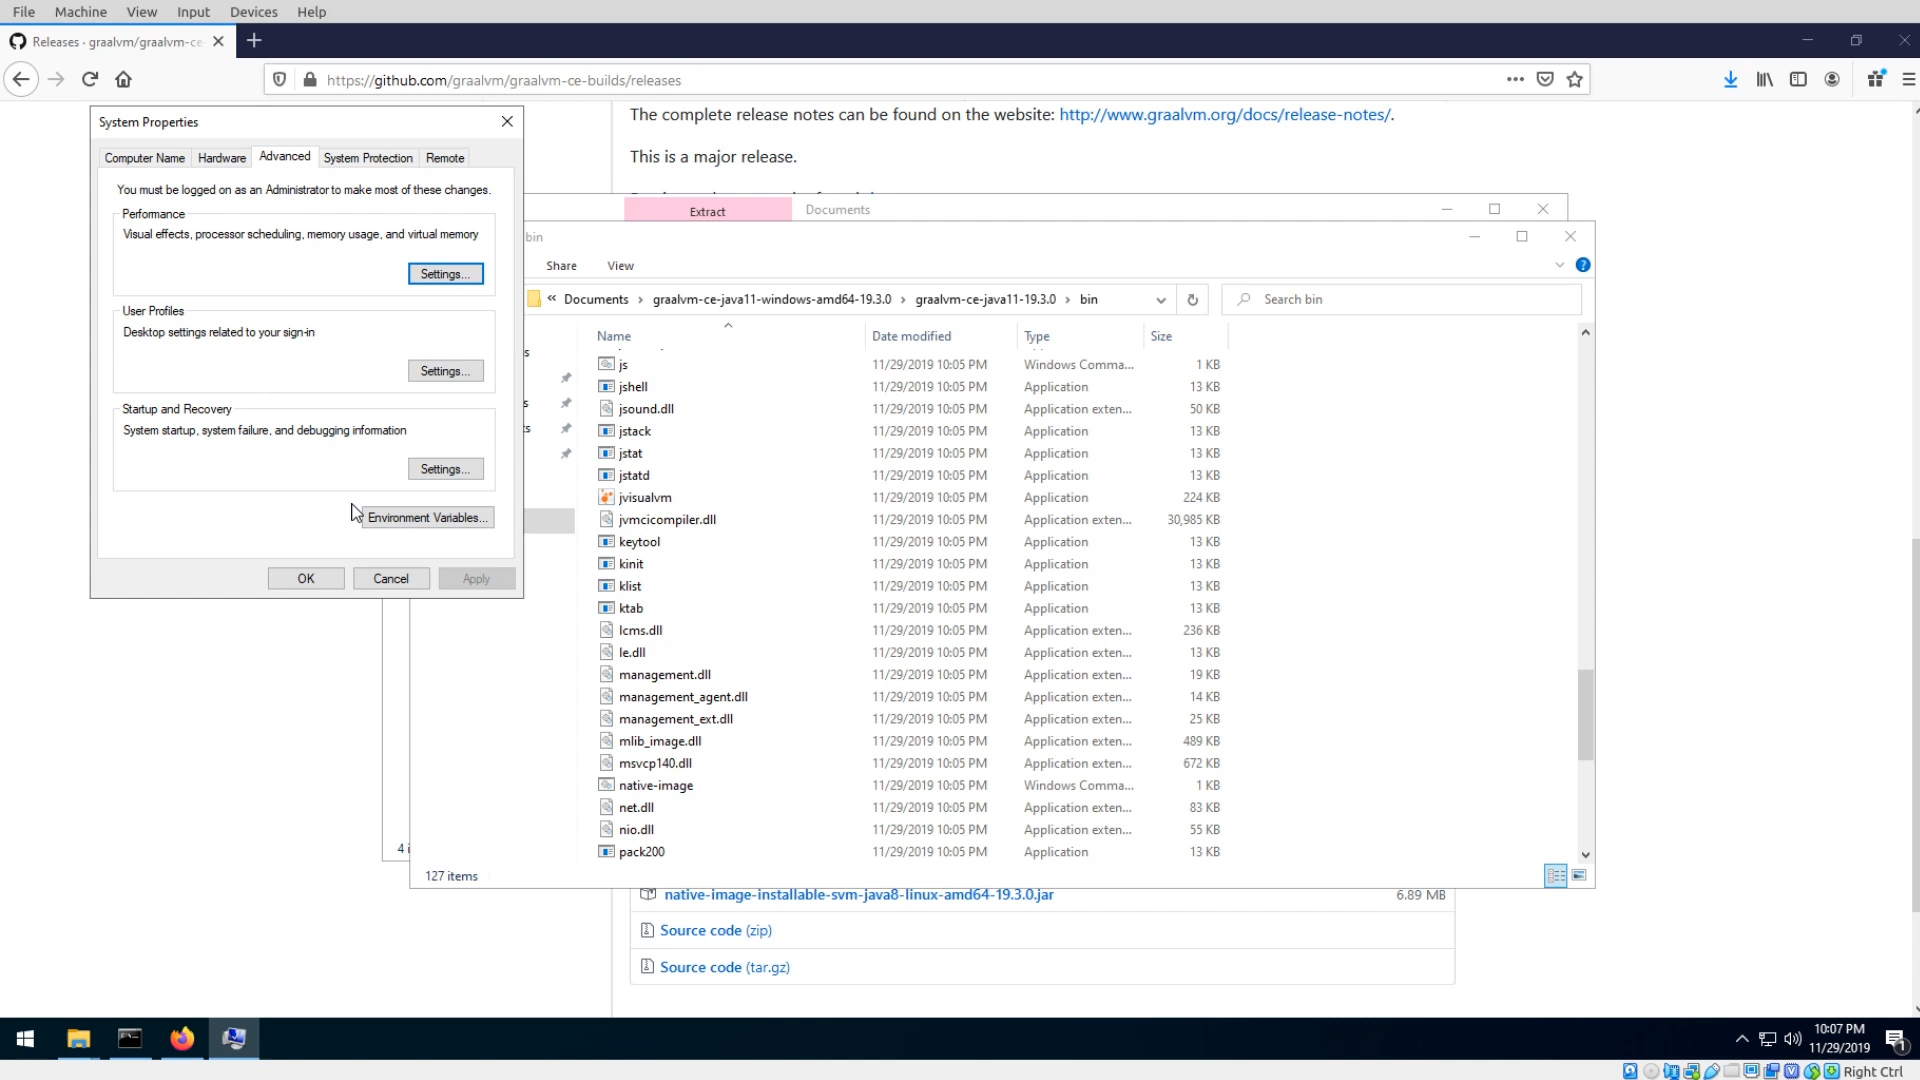 File Machine View Input Devices Help
Releases · graalvm/graalvm-ce-
https://github.com/graalvm/graalvm-ce-builds/releases
The complete release notes can be found on the website: http://www.graalvm.org/docs/release-notes/.
This is a major release.
System Properties
Computer Name Hardware Advanced System Protection Remote
You must be logged on as an Administrator to make most of these changes.
Performance
Visual effects, processor scheduling, memory usage, and virtual memory
Settings...
User Profiles
Desktop settings related to your sign-in
Settings...
Startup and Recovery
System startup, system failure, and debugging information
Settings...
Environment Variables...
OK Cancel Apply
Extract Documents
bin
Share View
« Documents › graalvm-ce-java11-windows-amd64-19.3.0 › graalvm-ce-java11-19.3.0 › bin Search bin
Name Date modified Type Size
js 11/29/2019 10:05 PM Windows Comma... 1 KB
jshell 11/29/2019 10:05 PM Application 13 KB
jsound.dll 11/29/2019 10:05 PM Application exten... 50 KB
jstack 11/29/2019 10:05 PM Application 13 KB
jstat 11/29/2019 10:05 PM Application 13 KB
jstatd 11/29/2019 10:05 PM Application 13 KB
jvisualvm 11/29/2019 10:05 PM Application 224 KB
jvmcicompiler.dll 11/29/2019 10:05 PM Application exten... 30,985 KB
keytool 11/29/2019 10:05 PM Application 13 KB
kinit 11/29/2019 10:05 PM Application 13 KB
klist 11/29/2019 10:05 PM Application 13 KB
ktab 11/29/2019 10:05 PM Application 13 KB
lcms.dll 11/29/2019 10:05 PM Application exten... 236 KB
le.dll 11/29/2019 10:05 PM Application exten... 13 KB
management.dll 11/29/2019 10:05 PM Application exten... 19 KB
management_agent.dll 11/29/2019 10:05 PM Application exten... 14 KB
management_ext.dll 11/29/2019 10:05 PM Application exten... 25 KB
mlib_image.dll 11/29/2019 10:05 PM Application exten... 489 KB
msvcp140.dll 11/29/2019 10:05 PM Application exten... 672 KB
native-image 11/29/2019 10:05 PM Windows Comma... 1 KB
net.dll 11/29/2019 10:05 PM Application exten... 83 KB
nio.dll 11/29/2019 10:05 PM Application exten... 55 KB
pack200 11/29/2019 10:05 PM Application 13 KB
4 i
127 items
native-image-installable-svm-java8-linux-amd64-19.3.0.jar 6.89 MB
Source code (zip)
Source code (tar.gz)
10:07 PM
11/29/2019
1
Right Ctrl